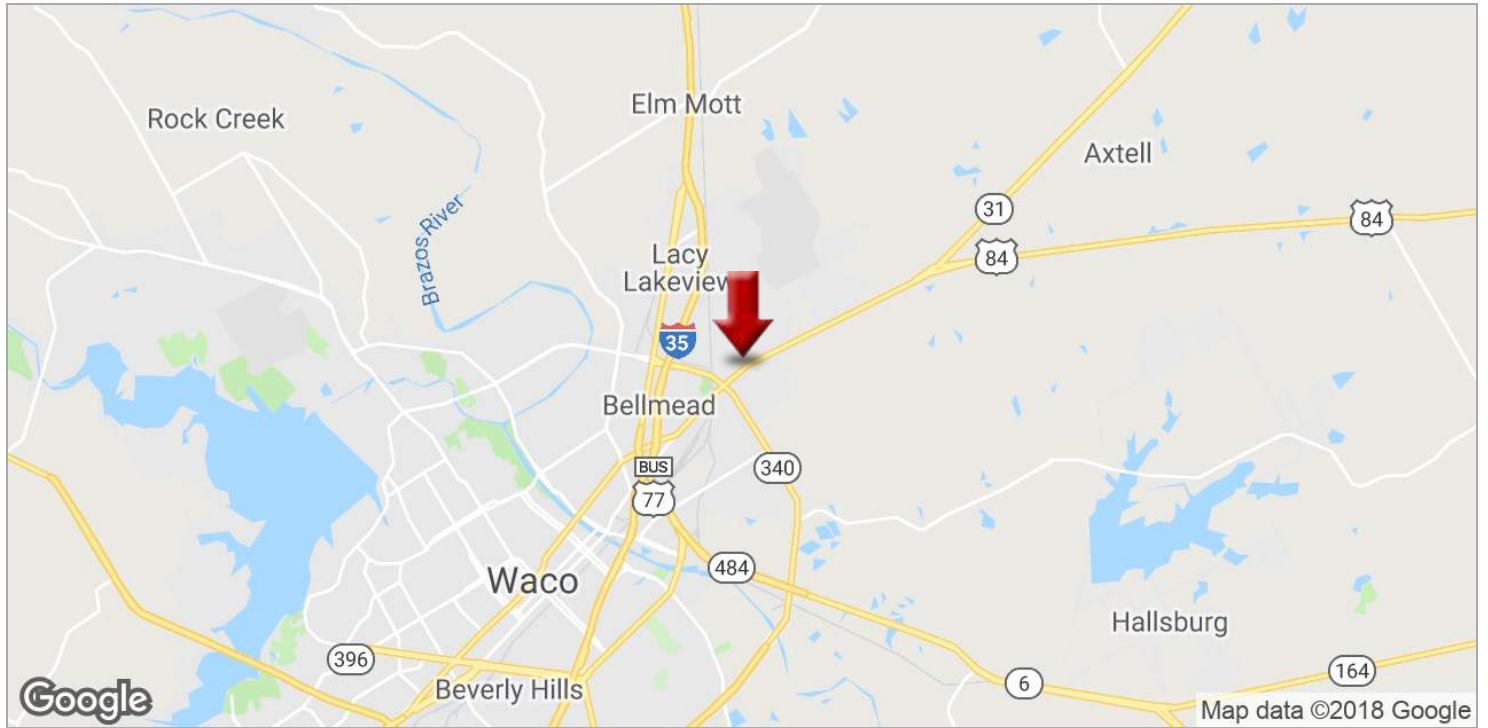 Elm Mott
Rock Creek
Axtell
31
84
84
Brazos River
Lacy
Lakeview
35
Bellmead
BUS
77
340
484
Waco
Hallsburg
396
Beverly Hills
6
164
Google
Map data ©2018 Google